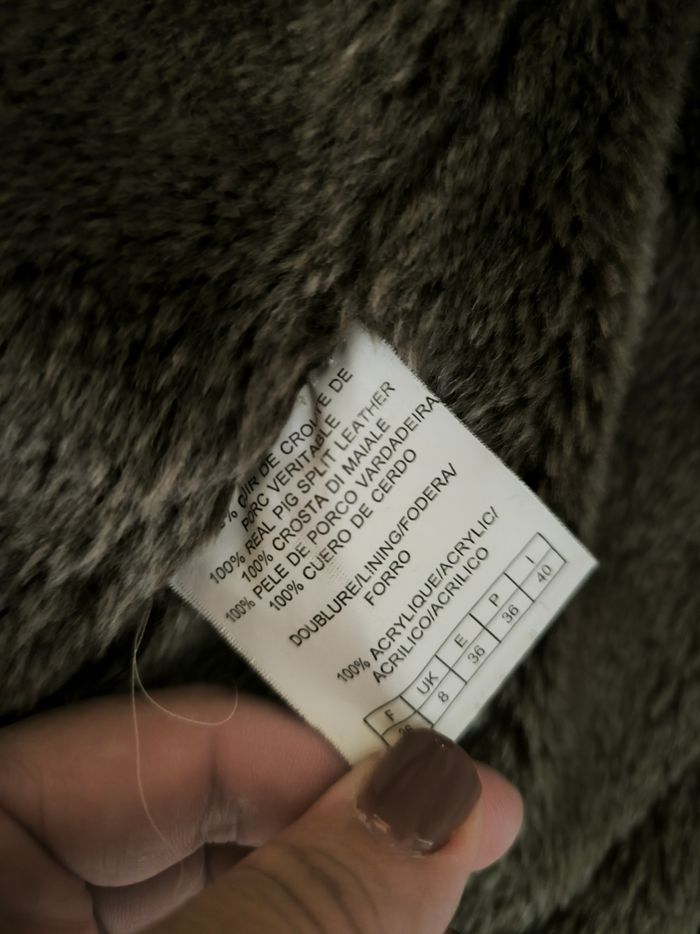 % CUIR DE CROUTE DE
PORC VERITABLE
100% REAL PIG SPLIT LEATHER
100% CROSTA DI MAIALE
100% PELE DE PORCO VARDADEIRA
100% CUERO DE CERDO
DOUBLURE/LINING/FODERA/
FORRO
100% ACRYLIQUE/ACRYLIC/
ACRILICO/ACRILICO
F UK E P I
8 36 36 40